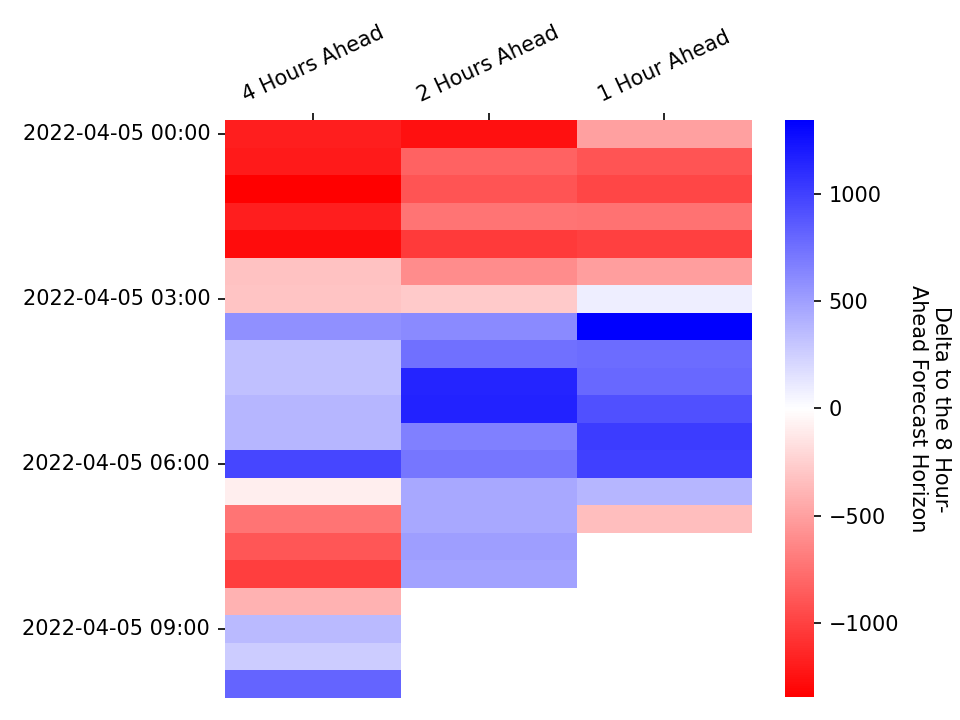 4 Hours Ahead
2 Hours Ahead
1 Hour Ahead
2022-04-05 00:00
2022-04-05 03:00
2022-04-05 06:00
2022-04-05 09:00
1000
500
0
−500
−1000
Delta to the 8 Hour-
Ahead Forecast Horizon